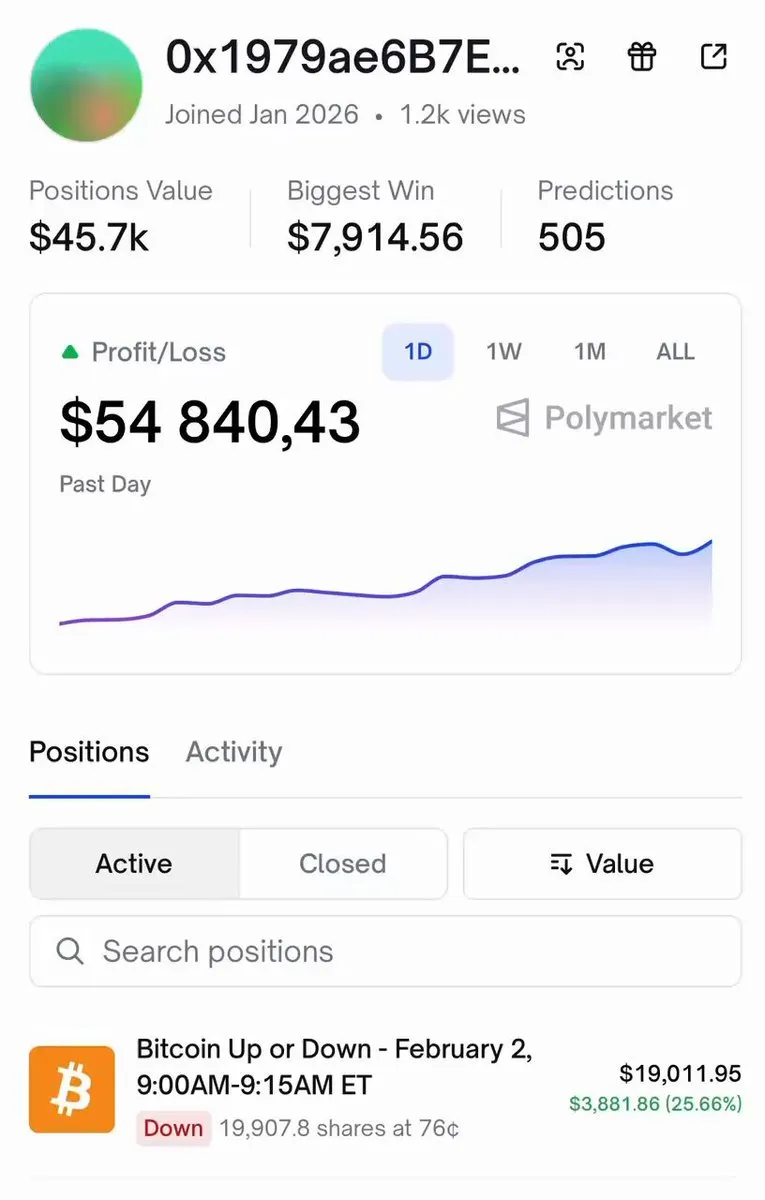 0x1979ae6B7E...
Joined Jan 2026 • 1.2k views
Positions Value
$45.7k
Biggest Win
$7,914.56
Predictions
505
Profit/Loss
1D
1W
1M
ALL
$54 840,43
Polymarket
Past Day
Positions
Activity
Active
Closed
Value
Search positions
Bitcoin Up or Down - February 2,
9:00AM-9:15AM ET
Down 19,907.8 shares at 76¢
$19,011.95
$3,881.86 (25.66%)